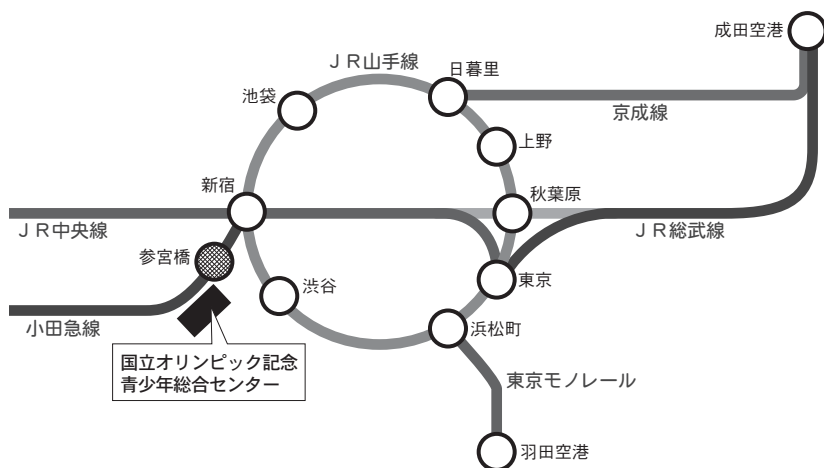 成田空港
ＪＲ山手線
日暮里
池袋
京成線
上野
新宿
秋葉原
ＪＲ中央線
ＪＲ総武線
参宮橋
東京
渋谷
小田急線
浜松町
国立オリンピック記念
青少年総合センター
東京モノレール
羽田空港